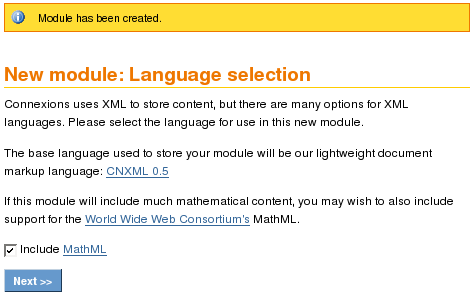 Module has been created.
New module: Language selection
Connexions uses XML to store content, but there are many options for XML
languages. Please select the language for use in this new module.
The base language used to store your module will be our lightweight document
markup language: CNXML 0.5
If this module will include much mathematical content, you may wish to also include
support for the World Wide Web Consortium's MathML.
Include MathML
Next >>